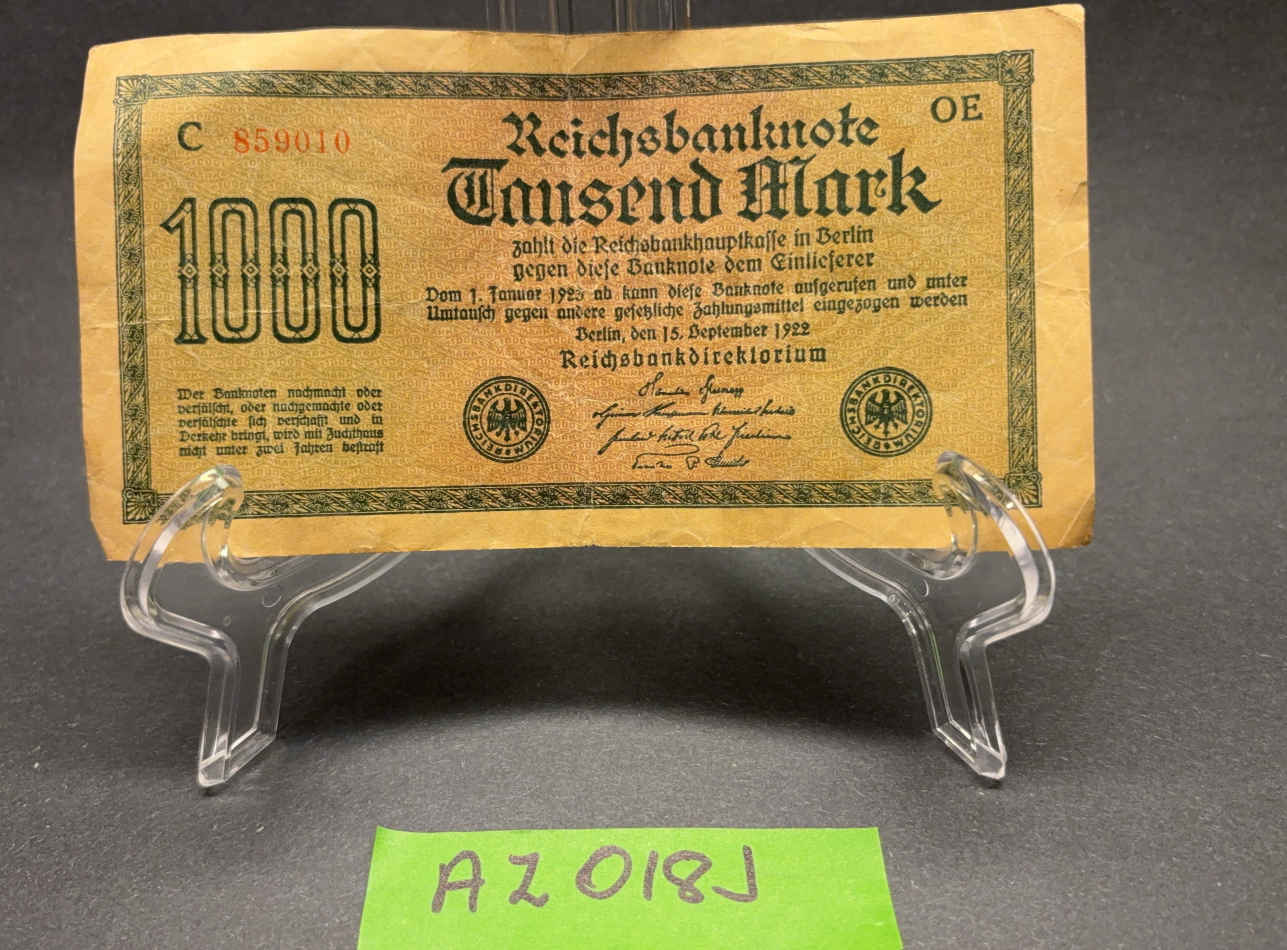 C 859010
OE
1000
Reichsbanknote
Tausend Mark
zahlt die Reichsbankhauptkasse in Berlin
gegen diese Banknote dem Einlieferer
Vom 1. Januar 1923 ab kann diese Banknote aufgerufen und unter
Umtausch gegen andere gesetzliche Zahlungsmittel eingezogen werden
Berlin, den 15. September 1922
Reichsbankdirektorium
Wer Banknoten nachmacht oder
verfälscht, oder nachgemachte oder
verfälschte sich verschafft und in
Verkehr bringt, wird mit Zuchthaus
nicht unter zwei Jahren bestraft
REICHSBANKDIREKTORIUM
REICHSBANKDIREKTORIUM
AZ018J